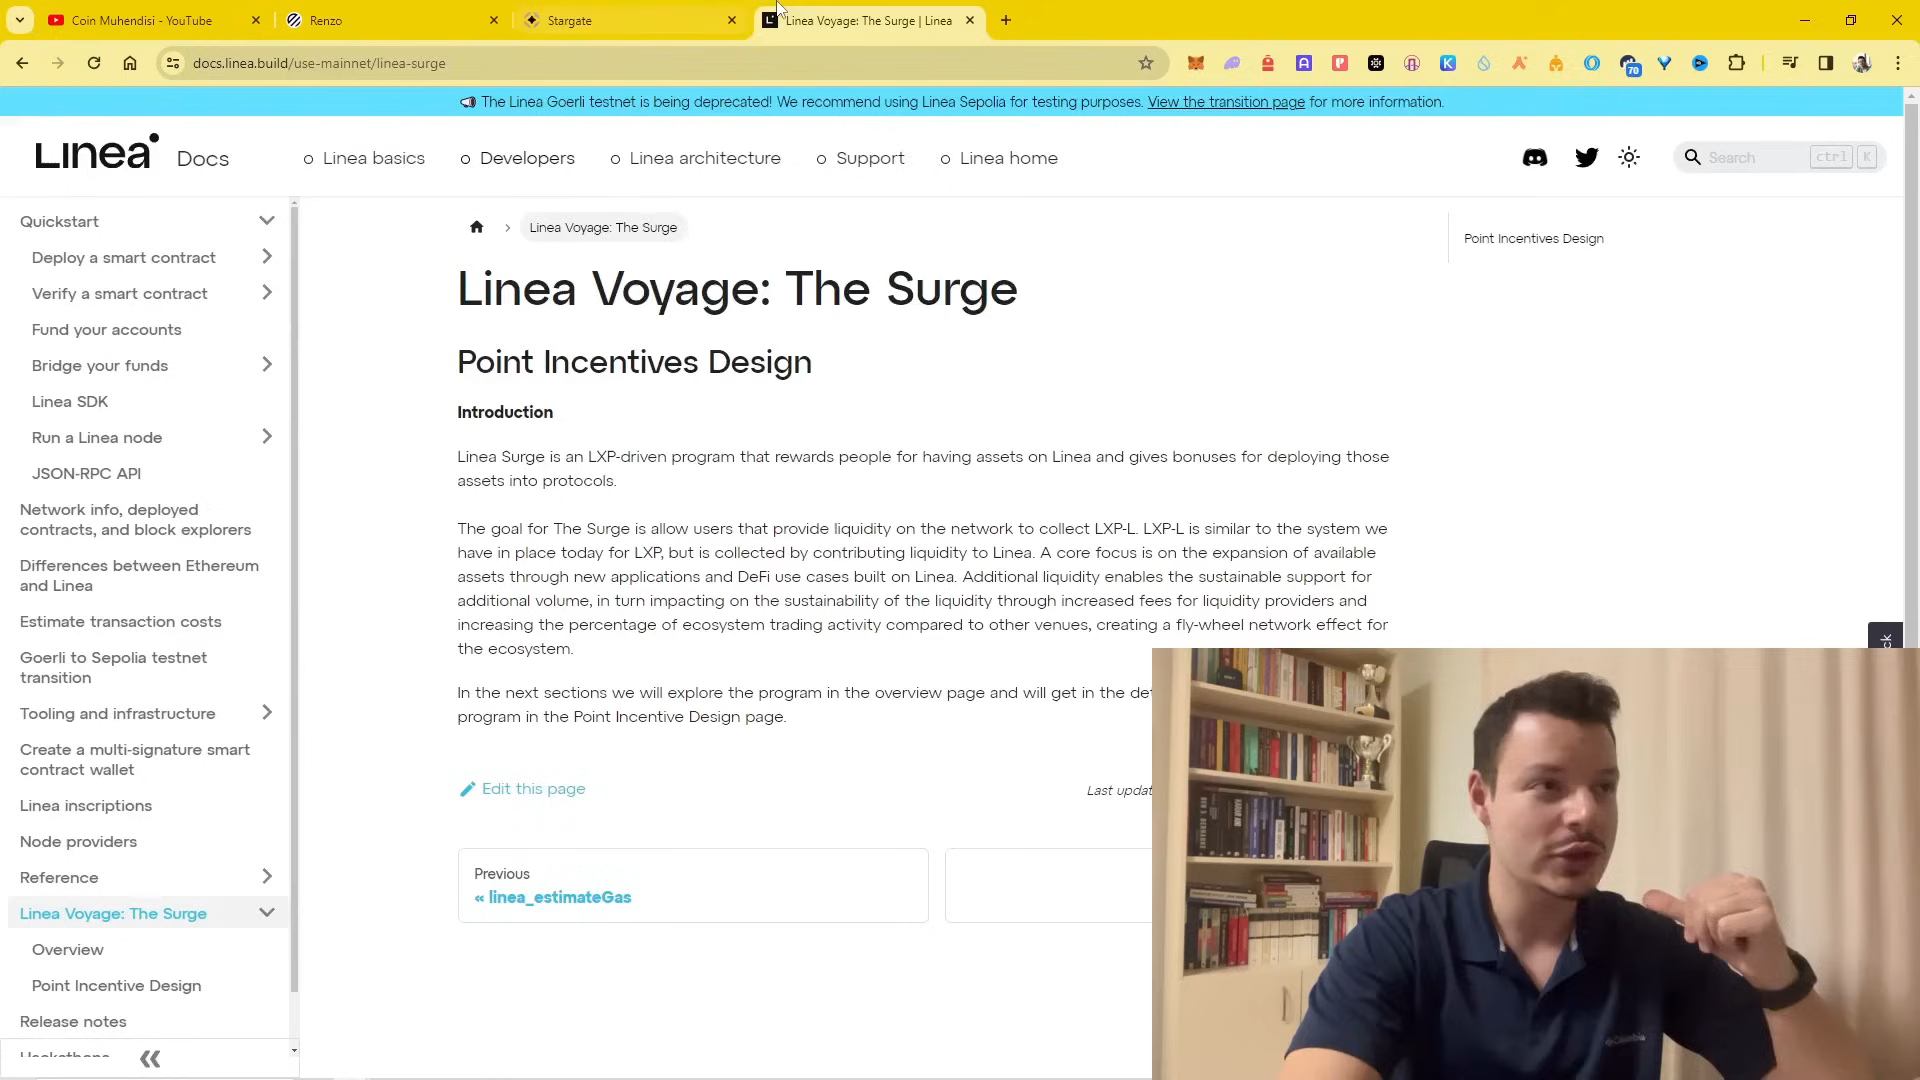 Coin Muhendisi - YouTube
Renzo
Stargate
Linea Voyage: The Surge | Linea
docs.linea.build/use-mainnet/linea-surge
70
The Linea Goerli testnet is being deprecated! We recommend using Linea Sepolia for testing purposes. View the transition page for more information.
Linea Docs
Linea basics
Developers
Linea architecture
Support
Linea home
Search
ctrl K
Quickstart
Deploy a smart contract
Verify a smart contract
Fund your accounts
Bridge your funds
Linea SDK
Run a Linea node
JSON-RPC API
Network info, deployed
contracts, and block explorers
Differences between Ethereum
and Linea
Estimate transaction costs
Goerli to Sepolia testnet
transition
Tooling and infrastructure
Create a multi-signature smart
contract wallet
Linea inscriptions
Node providers
Reference
Linea Voyage: The Surge
Overview
Point Incentive Design
Release notes
Hackathons
Linea Voyage: The Surge
Linea Voyage: The Surge
Point Incentives Design
Introduction
Linea Surge is an LXP-driven program that rewards people for having assets on Linea and gives bonuses for deploying those
assets into protocols.
The goal for The Surge is allow users that provide liquidity on the network to collect LXP-L. LXP-L is similar to the system we
have in place today for LXP, but is collected by contributing liquidity to Linea. A core focus is on the expansion of available
assets through new applications and DeFi use cases built on Linea. Additional liquidity enables the sustainable support for
additional volume, in turn impacting on the sustainability of the liquidity through increased fees for liquidity providers and
increasing the percentage of ecosystem trading activity compared to other venues, creating a fly-wheel network effect for
the ecosystem.
In the next sections we will explore the program in the overview page and will get in the det
program in the Point Incentive Design page.
Edit this page
Last updat
Previous
« linea_estimateGas
Point Incentives Design
ck
Columbia